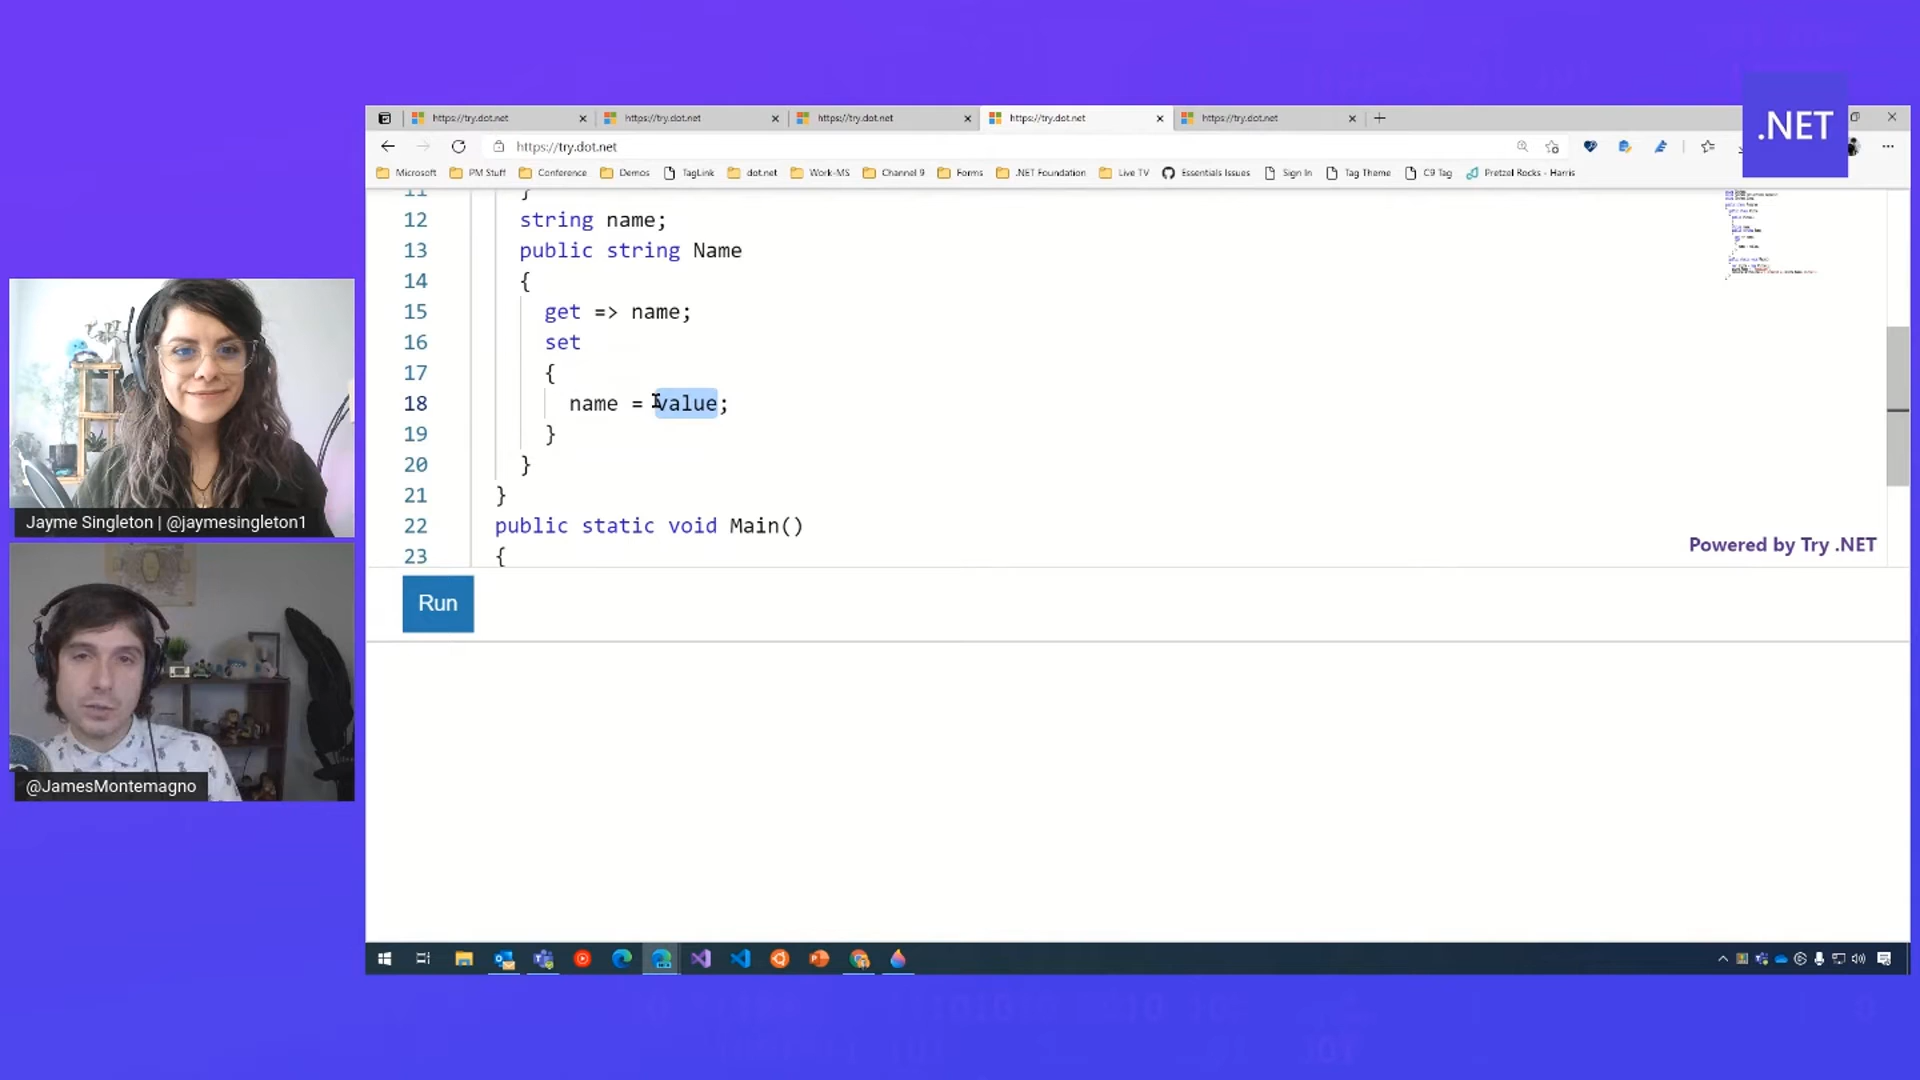 https://try.dot.net
https://try.dot.net
https://try.dot.net
https://try.dot.net
https://try.dot.net
.NET
https://try.dot.net
Microsoft
PM Stuff
Conference
Demos
TagLink
dot.net
Work-MS
Channel 9
Forms
.NET Foundation
Live TV
Essentials Issues
Sign In
Tag Theme
C9 Tag
Pretzel Rocks - Harris
11 }
12 string name;
13 public string Name
14 {
15 get => name;
16 set
17 {
18 name = value;
19 }
20 }
21 }
22 public static void Main()
23 {
Powered by Try .NET
Run
Jayme Singleton | @jaymesingleton1
@JamesMontemagno